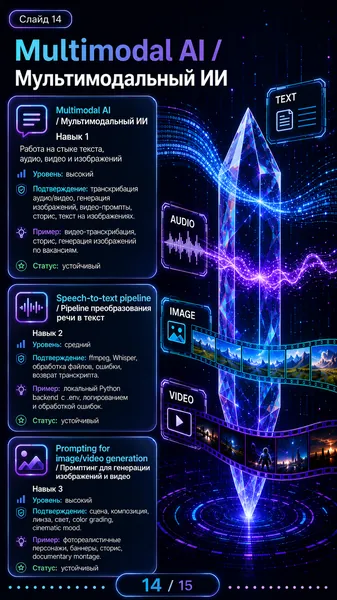 Слайд 14
Multimodal AI /
Мультимодальный ИИ
Multimodal AI
/ Мультимодальный ИИ
Навык 1
Работа на стыке текста,
аудио, видео и изображений
Уровень: высокий
Подтверждение: транскрибация
аудио/видео, генерация
изображений, видео-промпты,
сторис, текст на изображениях.
Пример: видео-транскрибация,
сторис, генерация изображений
по вакансиям.
Статус: устойчивый
Speech-to-text pipeline
/ Pipeline преобразования
речи в текст
Навык 2
Уровень: средний
Подтверждение: ffmpeg, Whisper,
обработка файлов, ошибки,
возврат транскрипта.
Пример: локальный Python
backend с .env, логированием
и обработкой ошибок.
Статус: устойчивый
Prompting for
image/video generation
/ Промптинг для генерации
изображений и видео
Навык 3
Уровень: высокий
Подтверждение: сцена, композиция,
линза, свет, color grading,
cinematic mood.
Пример: фотореалистичные
персонажи, баннеры, сторис,
documentary montage.
Статус: устойчивый
TEXT
AUDIO
IMAGE
VIDEO
14 / 15